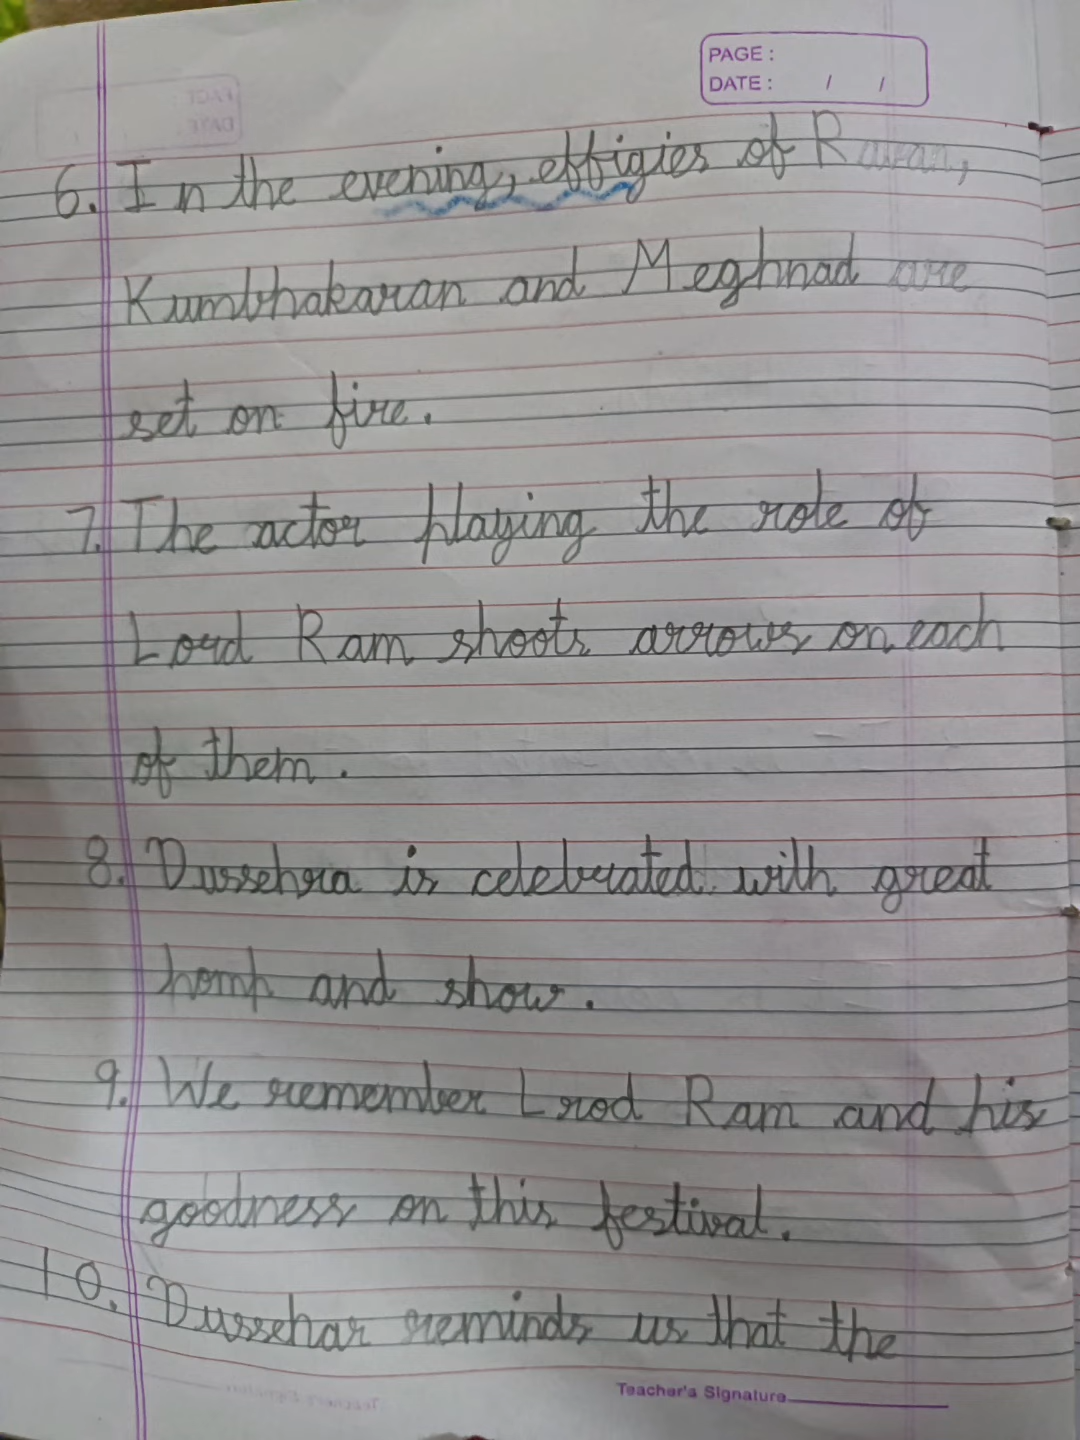 PAGE :
DATE : / /
6. In the evening, effigies of Ravan,
Kumbhakaran and Meghnad are
set on fire.
7. The actor playing the role of
Lord Ram shoots arrows on each
of them.
8. Dussehra is celebrated with great
homp and show.
9. We remember Lrod Ram and his
goodness on this festival.
10. Dussehar reminds us that the
Teacher's Signature